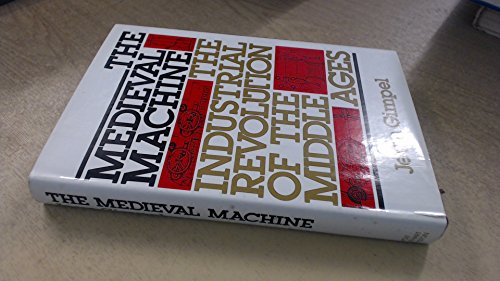 THE
MEDIEVAL
MACHINE
THE
INDUSTRIAL
REVOLUTION
OF THE
MIDDLE
AGES
Jean Gimpel
THE MEDIEVAL MACHINE